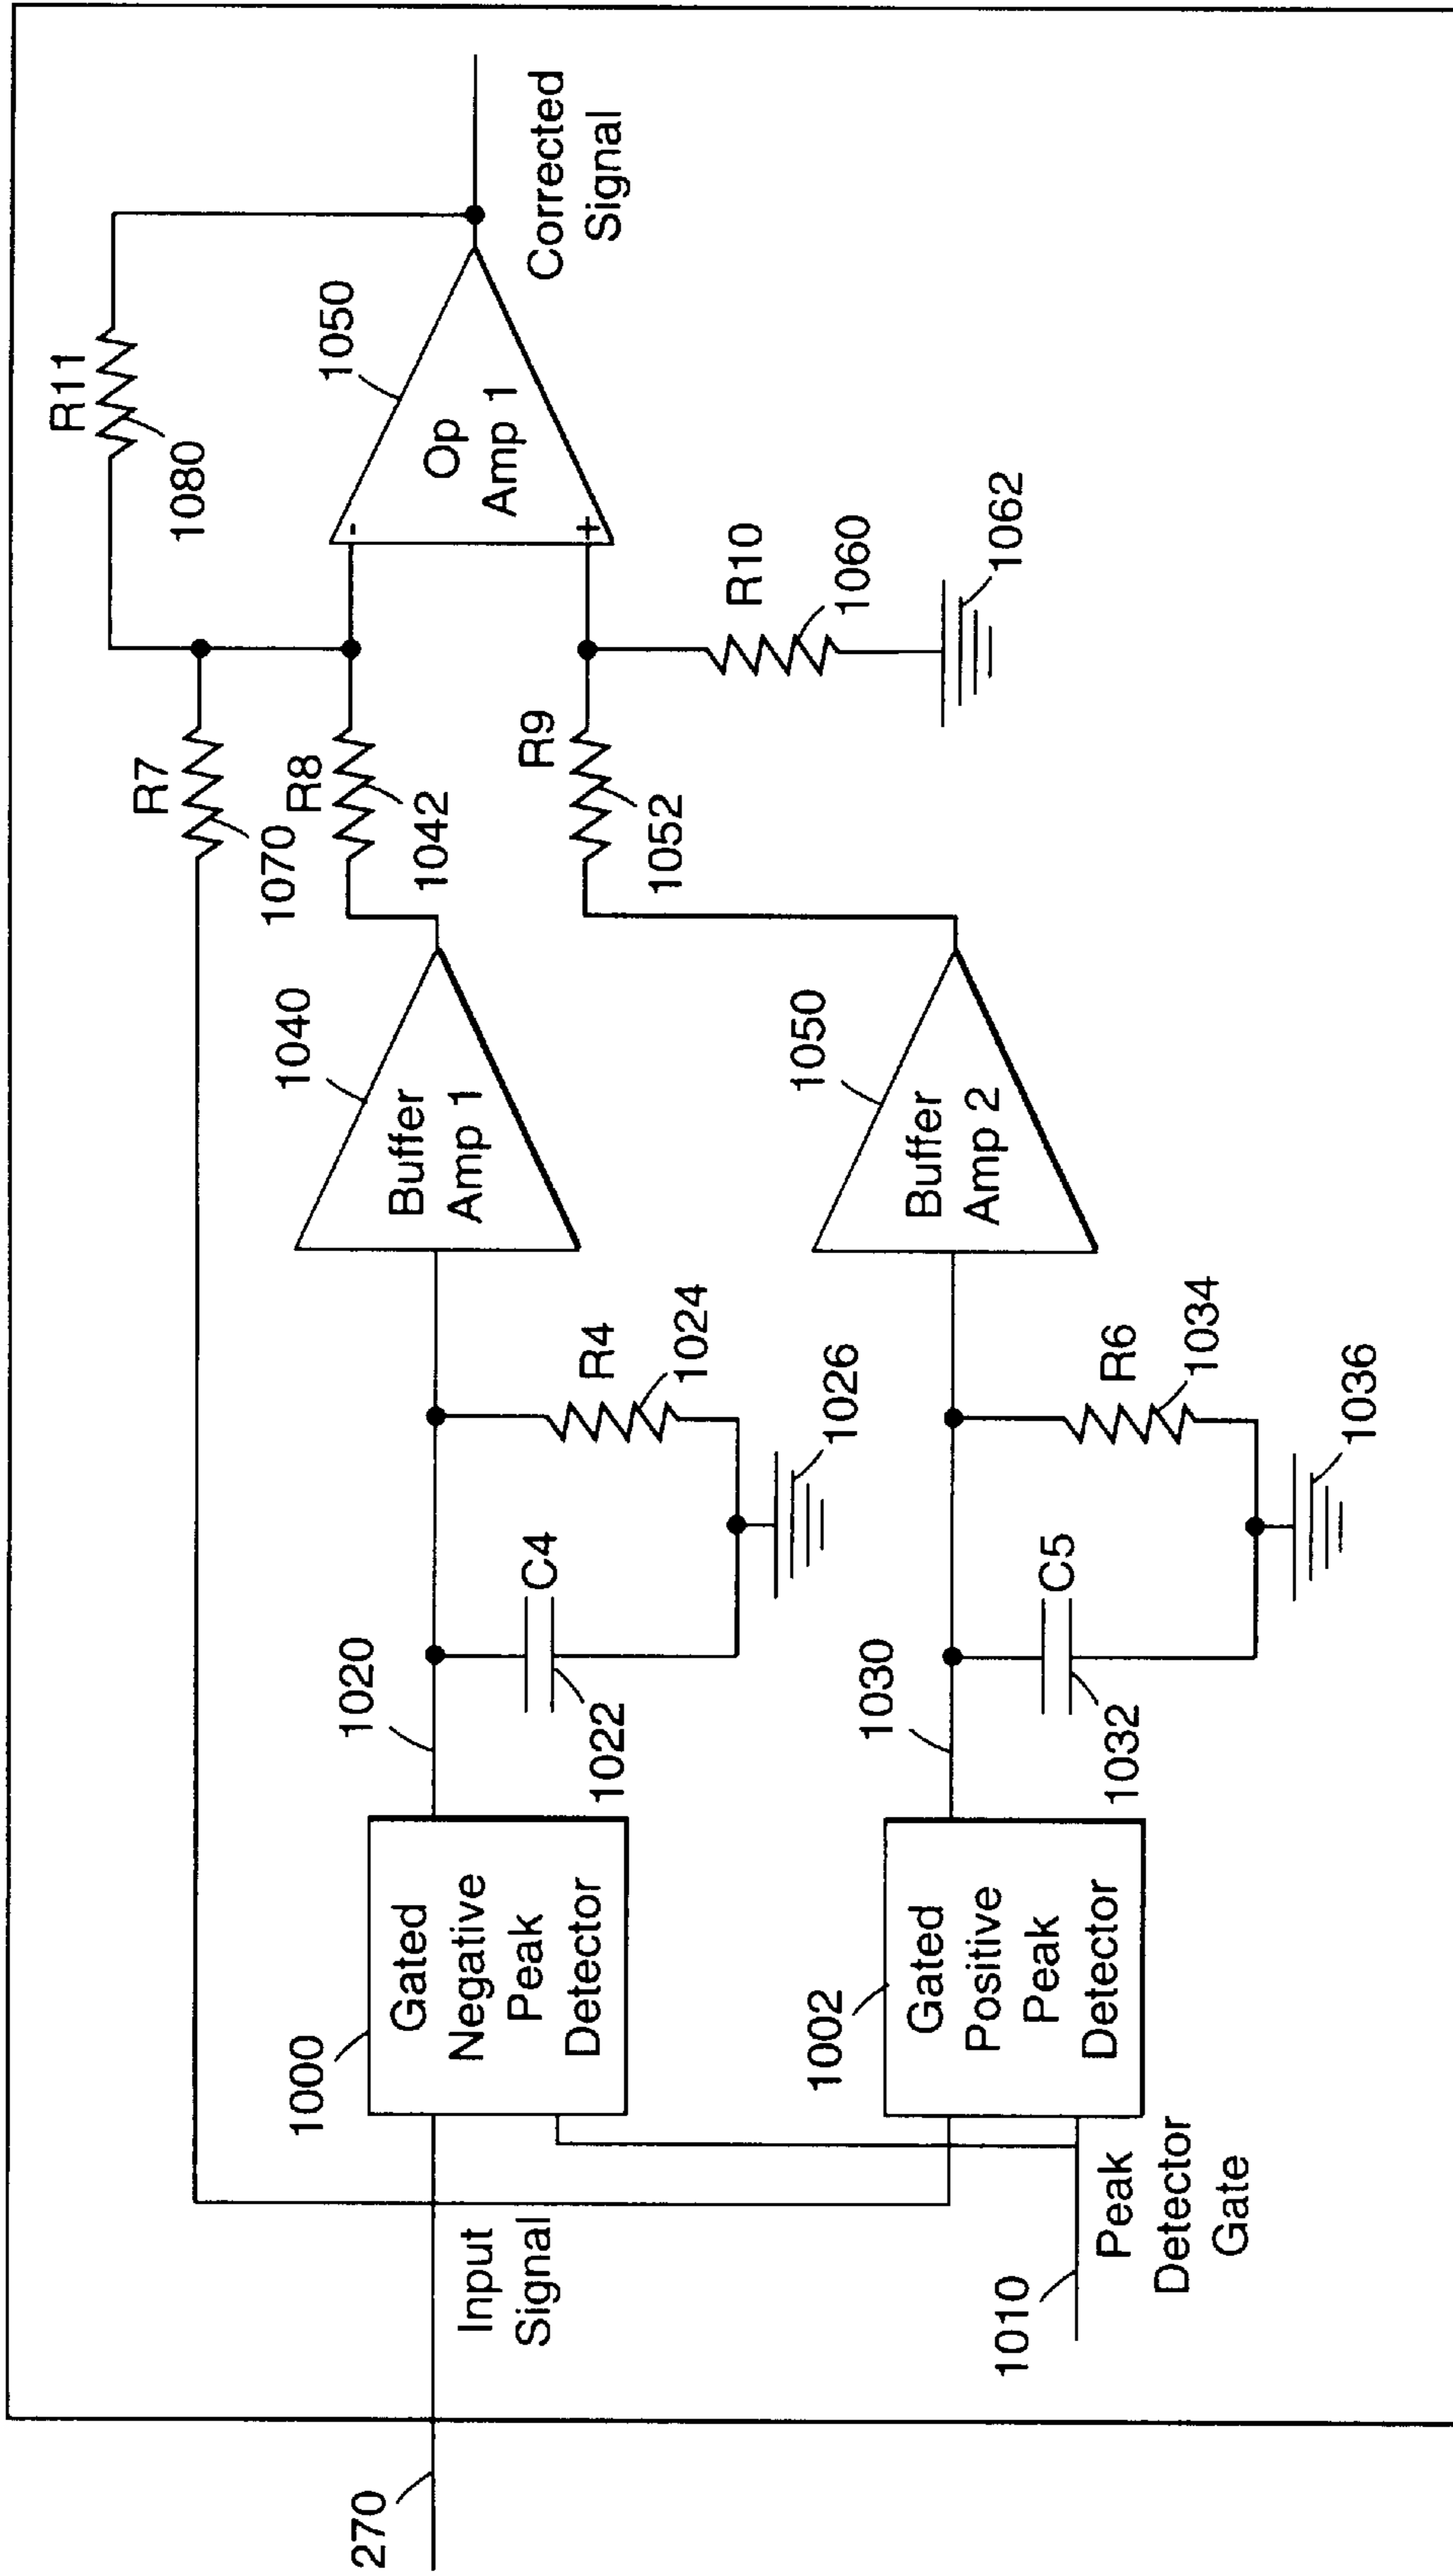 270
Input
Signal
1010
Peak
Detector
Gate
1000
Gated
Negative
Peak
Detector
1002
Gated
Positive
Peak
Detector
1020
1022
C4
R4
1024
1026
1030
1032
C5
R6
1034
1036
1040
Buffer
Amp 1
1050
Buffer
Amp 2
R7
1070
R8
1042
R9
1052
R10
1060
1062
R11
1080
1050
-
Op
Amp 1
+
Corrected
Signal